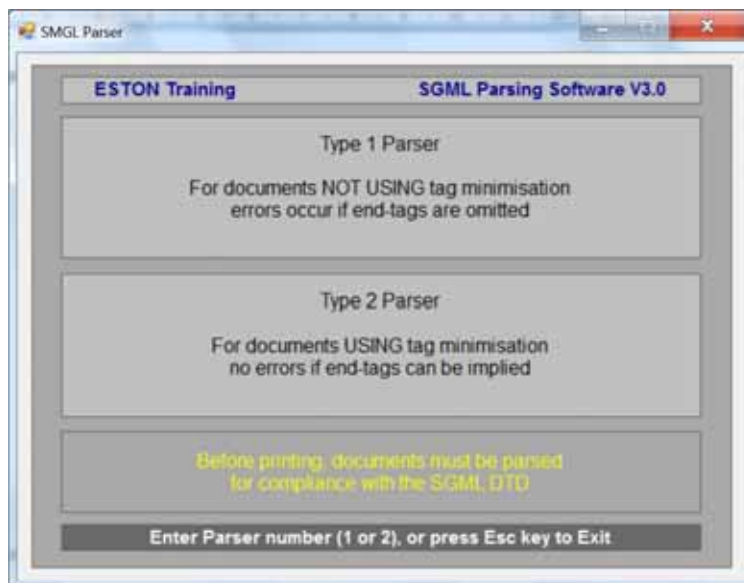 SMGL Parser
ESTON Training SGML Parsing Software V3.0
Type 1 Parser
For documents NOT USING tag minimisation
errors occur if end-tags are omitted
Type 2 Parser
For documents USING tag minimisation
no errors if end-tags can be implied
Before printing, documents must be parsed
for compliance with the SGML DTD
Enter Parser number (1 or 2), or press Esc key to Exit